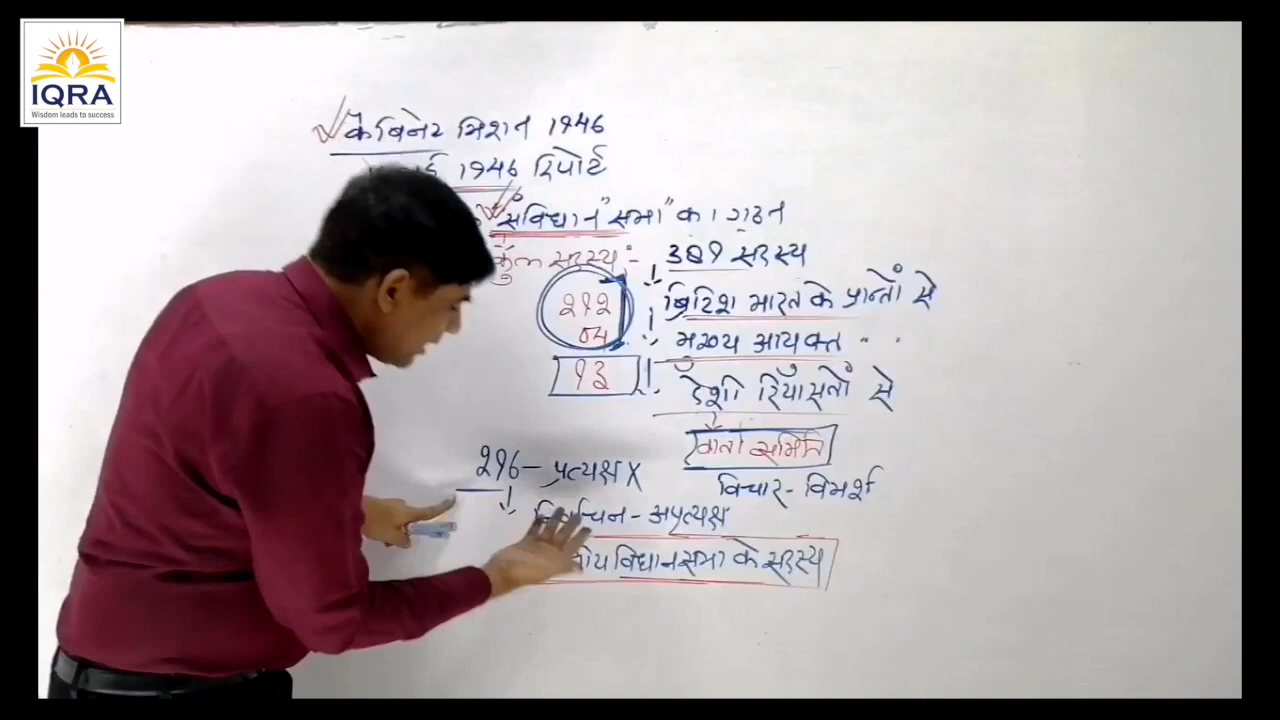 IQRA
Wisdom leads to success
कैबिनेट मिशन 1946
1946 रिपोर्ट
संविधान "सभा" का गठन
कुल सदस्य :- 389 सदस्य
292 ब्रिटिश भारत के प्रान्तों से
04 मुख्य आयुक्त " "
93 देशी रियासतों से
वार्ता समिति
296 - प्रत्यक्ष X विचार - विमर्श
निर्वाचन - अप्रत्यक्ष
विधानसभा के सदस्य